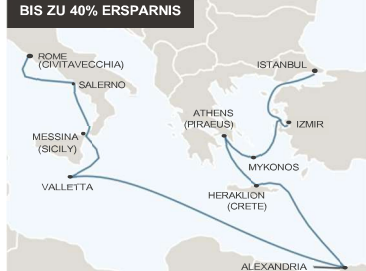 BIS ZU 40% ERSPARNIS
ROME
(CIVITAVECCHIA)
ISTANBUL
SALERNO
ATHENS
(PIRAEUS)
IZMIR
MESSINA
(SICILY)
MYKONOS
VALLETTA
HERAKLION
(CRETE)
ALEXANDRIA